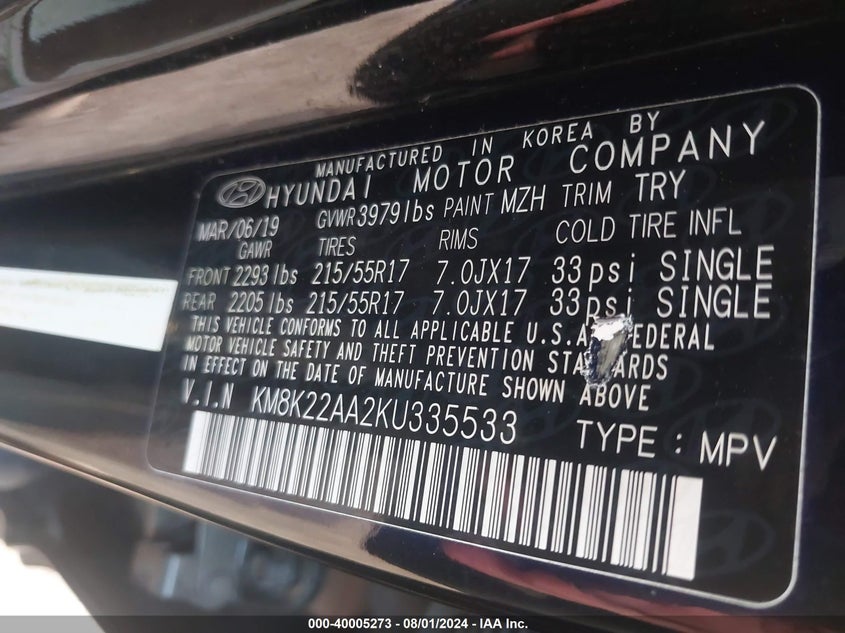 MANUFACTURED IN KOREA BY
HYUNDAI MOTOR COMPANY
MAR/06/19 GVWR 3979lbs PAINT MZH TRIM TRY
GAWR TIRES RIMS COLD TIRE INFL
FRONT 2293 lbs 215/55R17 7.0JX17 33psi SINGLE
REAR 2205 lbs 215/55R17 7.0JX17 33psi SINGLE
THIS VEHICLE CONFORMS TO ALL APPLICABLE U.S.A FEDERAL
MOTOR VEHICLE SAFETY AND THEFT PREVENTION STANDARDS
IN EFFECT ON THE DATE OF MANUFACTURE SHOWN ABOVE
V.I.N KM8K22AA2KU335533
TYPE : MPV
000-40005273 - 08/01/2024 - IAA Inc.